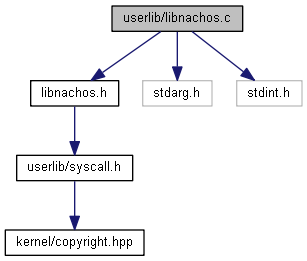 userlib/libnachos.c
libnachos.h
stdarg.h
stdint.h
userlib/syscall.h
kernel/copyright.hpp